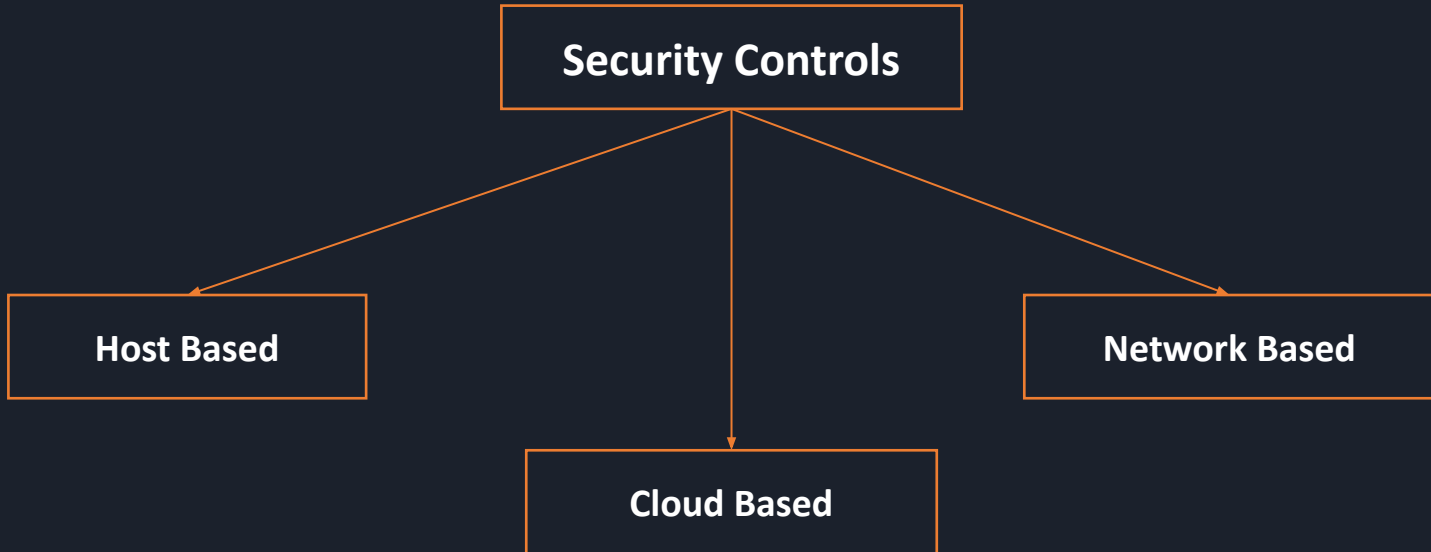 Security Controls
Host Based
Network Based
Cloud Based